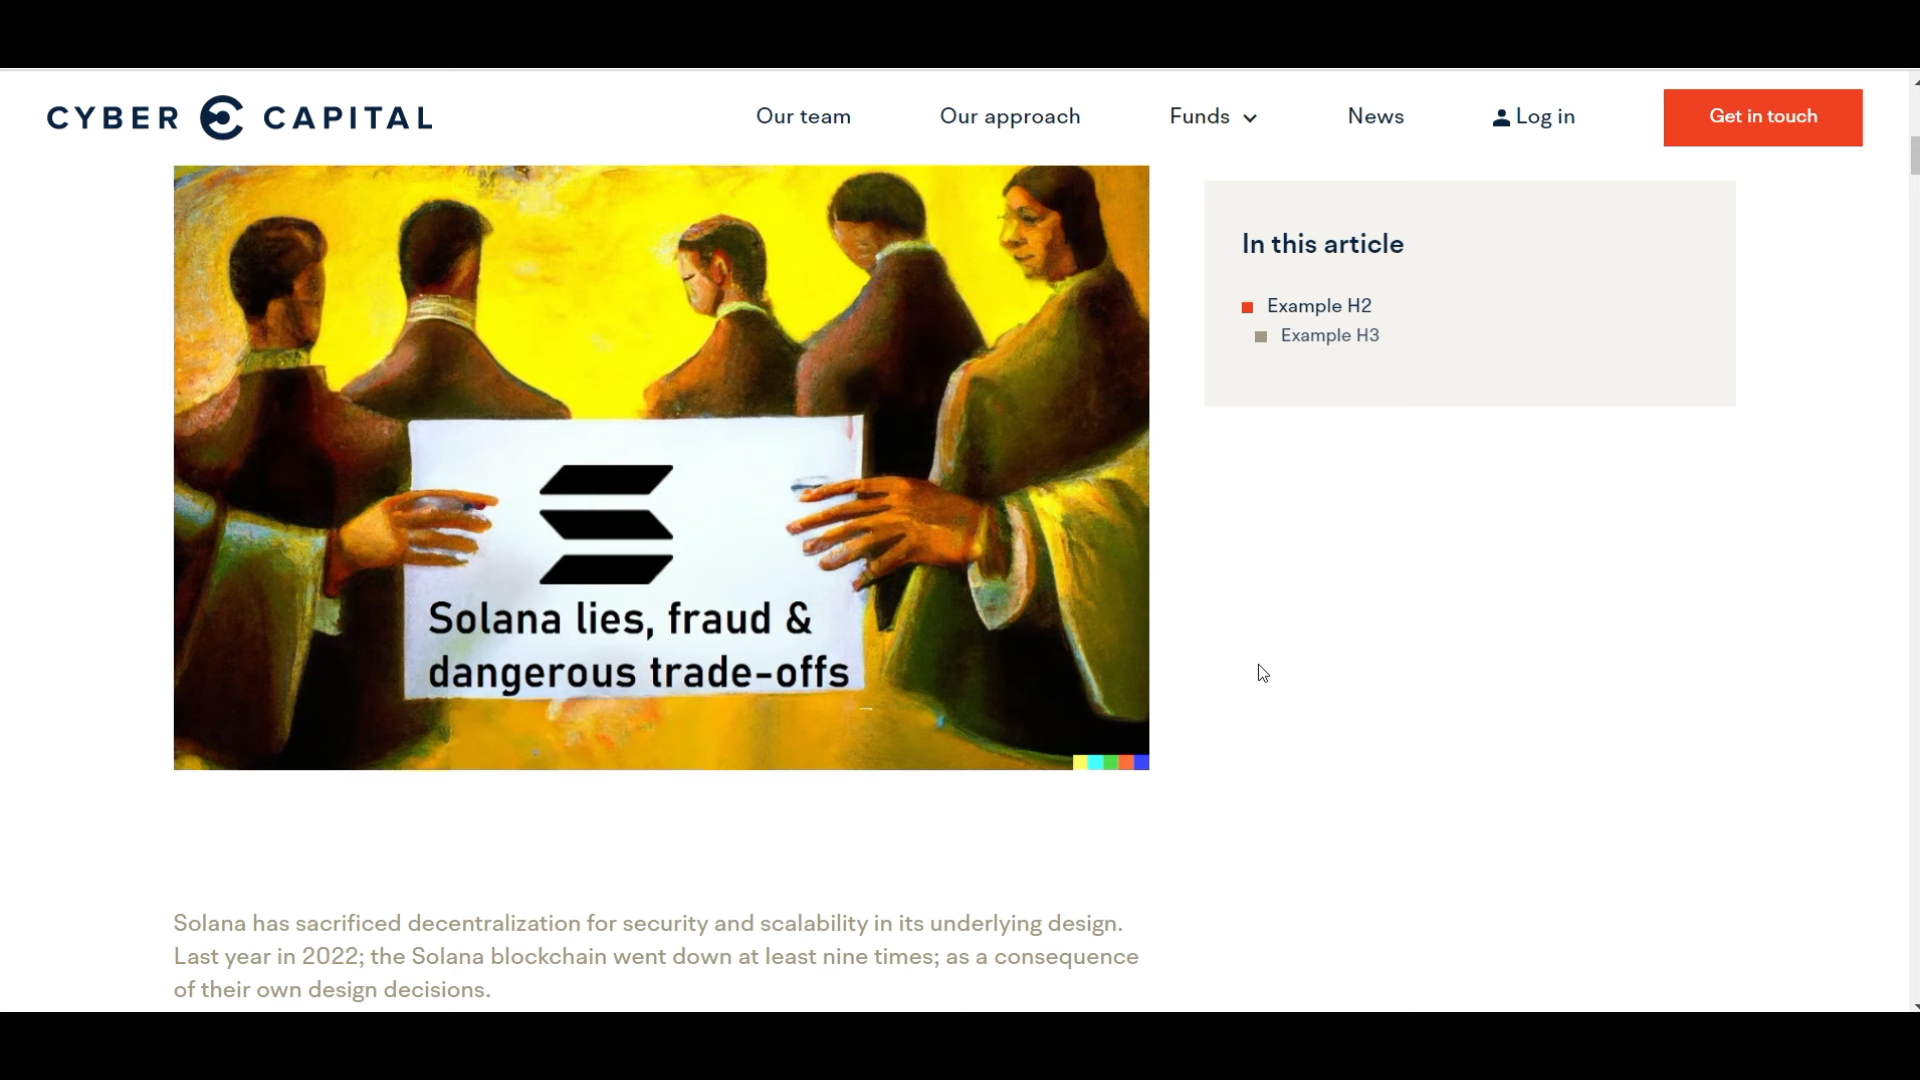 CYBER CAPITAL
Our team
Our approach
Funds
News
Log in
Get in touch
Solana lies, fraud &
dangerous trade-offs
In this article
Example H2
Example H3
Solana has sacrificed decentralization for security and scalability in its underlying design.
Last year in 2022; the Solana blockchain went down at least nine times; as a consequence
of their own design decisions.